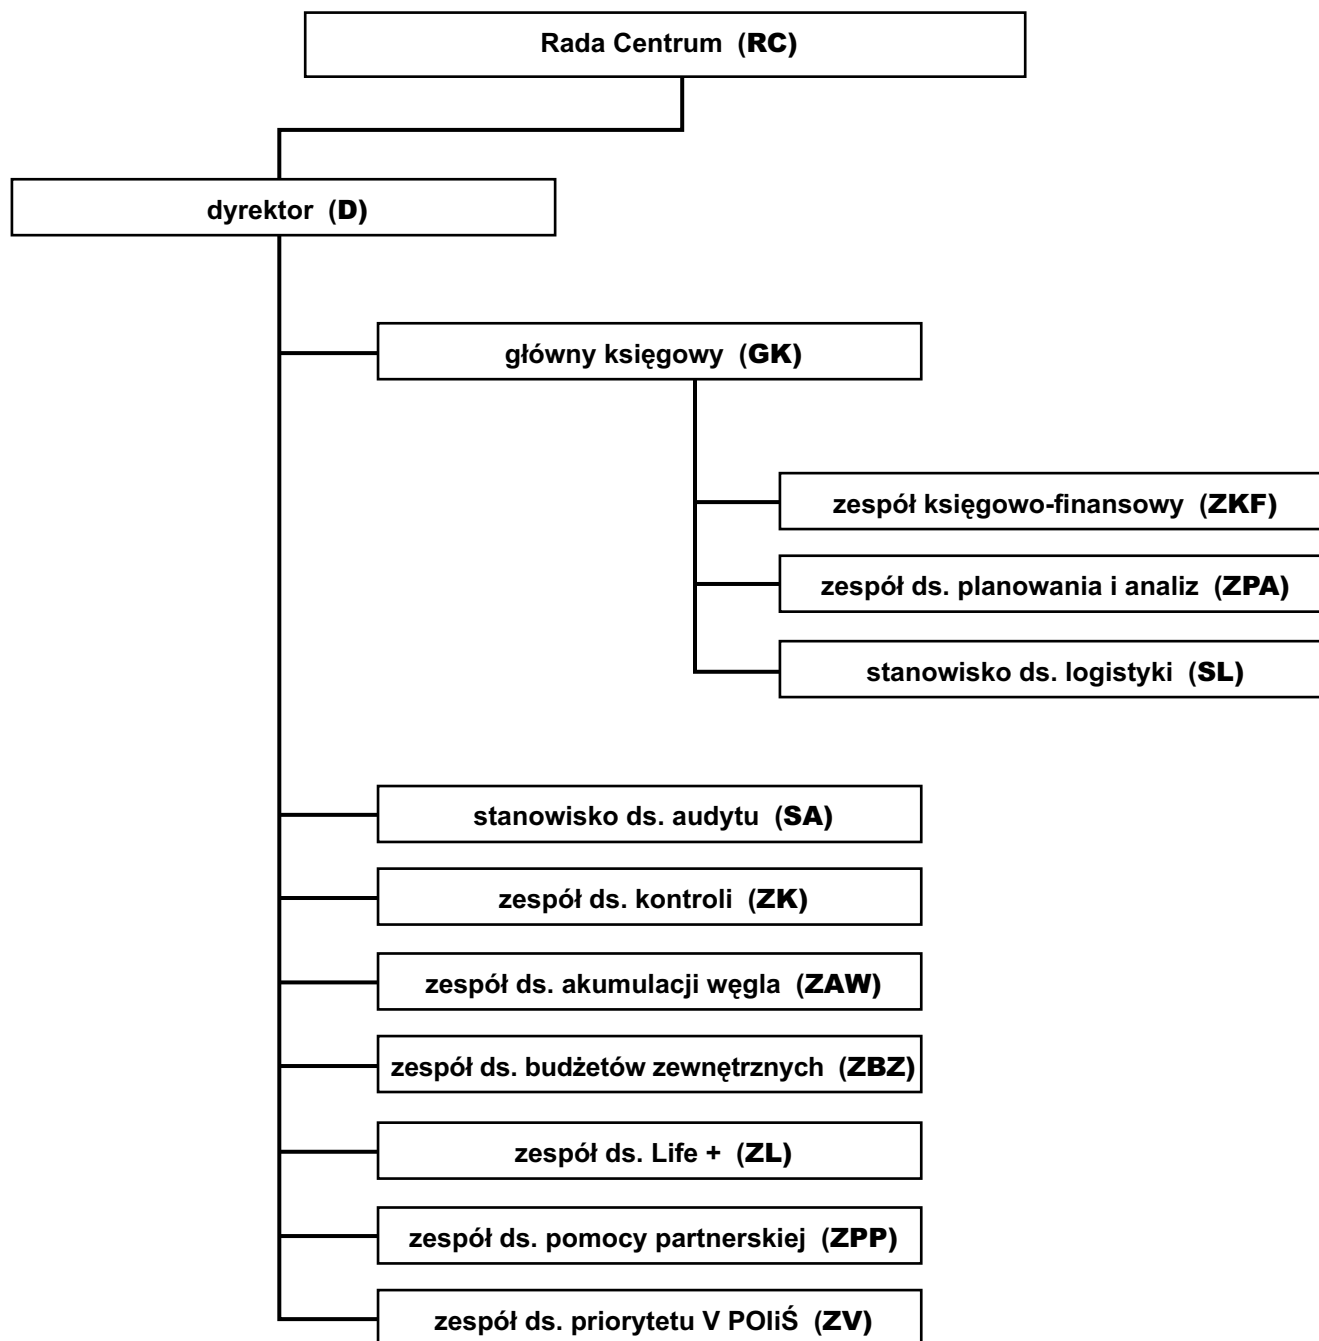 Rada Centrum (RC)
dyrektor (D)
główny księgowy (GK)
zespół księgowo-finansowy (ZKF)
zespół ds. planowania i analiz (ZPA)
stanowisko ds. logistyki (SL)
stanowisko ds. audytu (SA)
zespół ds. kontroli (ZK)
zespół ds. akumulacji węgla (ZAW)
zespół ds. budżetów zewnętrznych (ZBZ)
zespół ds. Life + (ZL)
zespół ds. pomocy partnerskiej (ZPP)
zespół ds. priorytetu V POIiŚ (ZV)